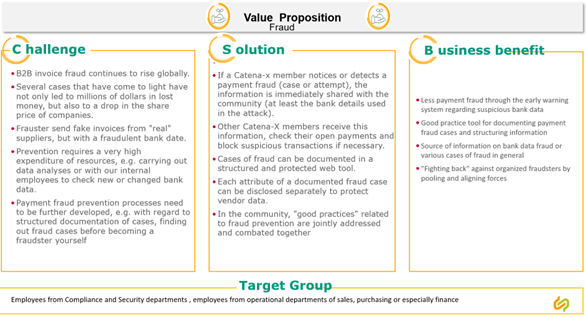 Value Proposition
Fraud
Challenge
• B2B invoice fraud continues to rise globally.
• Several cases that have come to light have
not only led to millions of dollars in lost
money, but also to a drop in the share
price of companies.
• Frauster send fake invoices from "real"
suppliers, but with a fraudulent bank date.
• Prevention requires a very high
expenditure of resources, e.g. carrying out
data analyses or with our internal
employees to check new or changed bank
data.
• Payment fraud prevention processes need
to be further developed, e.g. with regard to
structured documentation of cases, finding
out fraud cases before becoming a
fraudster yourself
Solution
• If a Catena-x member notices or detects a
payment fraud (case or attempt), the
information is immediately shared with the
community (at least the bank details used
in the attack).
• Other Catena-X members receive this
information, check their open payments and
block suspicious transactions if necessary.
• Cases of fraud can be documented in a
structured and protected web tool.
• Each attribute of a documented fraud case
can be disclosed separately to protect
vendor data.
• In the community, "good practices" related
to fraud prevention are jointly addressed
and combated together
Business benefit
• Less payment fraud through the early warning
system regarding suspicious bank data
• Good practice tool for documenting payment
fraud cases and structuring information
• Source of information on bank data fraud or
various cases of fraud in general
• "Fighting back" against organized fraudsters by
pooling and aligning forces
Target Group
Employees from Compliance and Security departments , employees from operational departments of sales, purchasing or especially finance